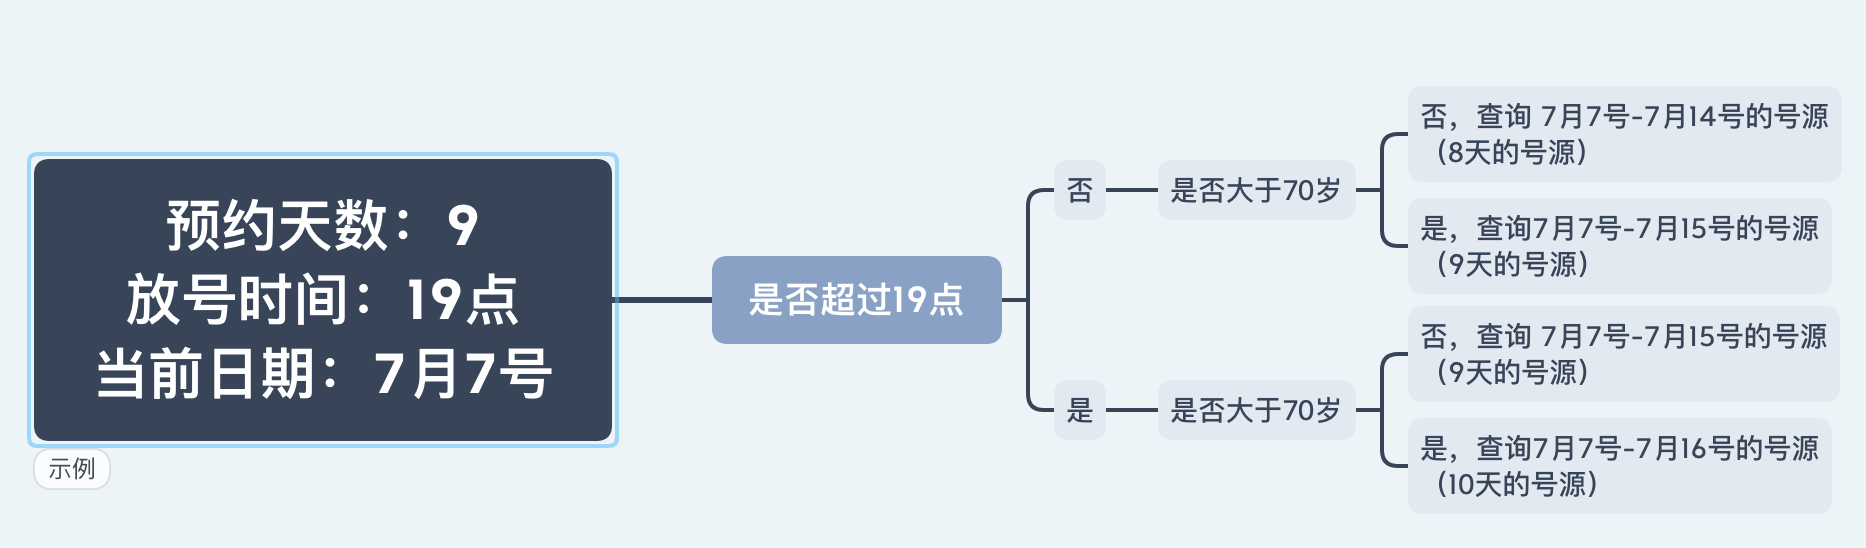 预约天数：9
放号时间：19点
当前日期：7月7号
示例
是否超过19点
否
是否大于70岁
否，查询 7月7号-7月14号的号源
（8天的号源）
是，查询7月7号-7月15号的号源
（9天的号源）
是
是否大于70岁
否，查询 7月7号-7月15号的号源
（9天的号源）
是，查询7月7号-7月16号的号源
（10天的号源）